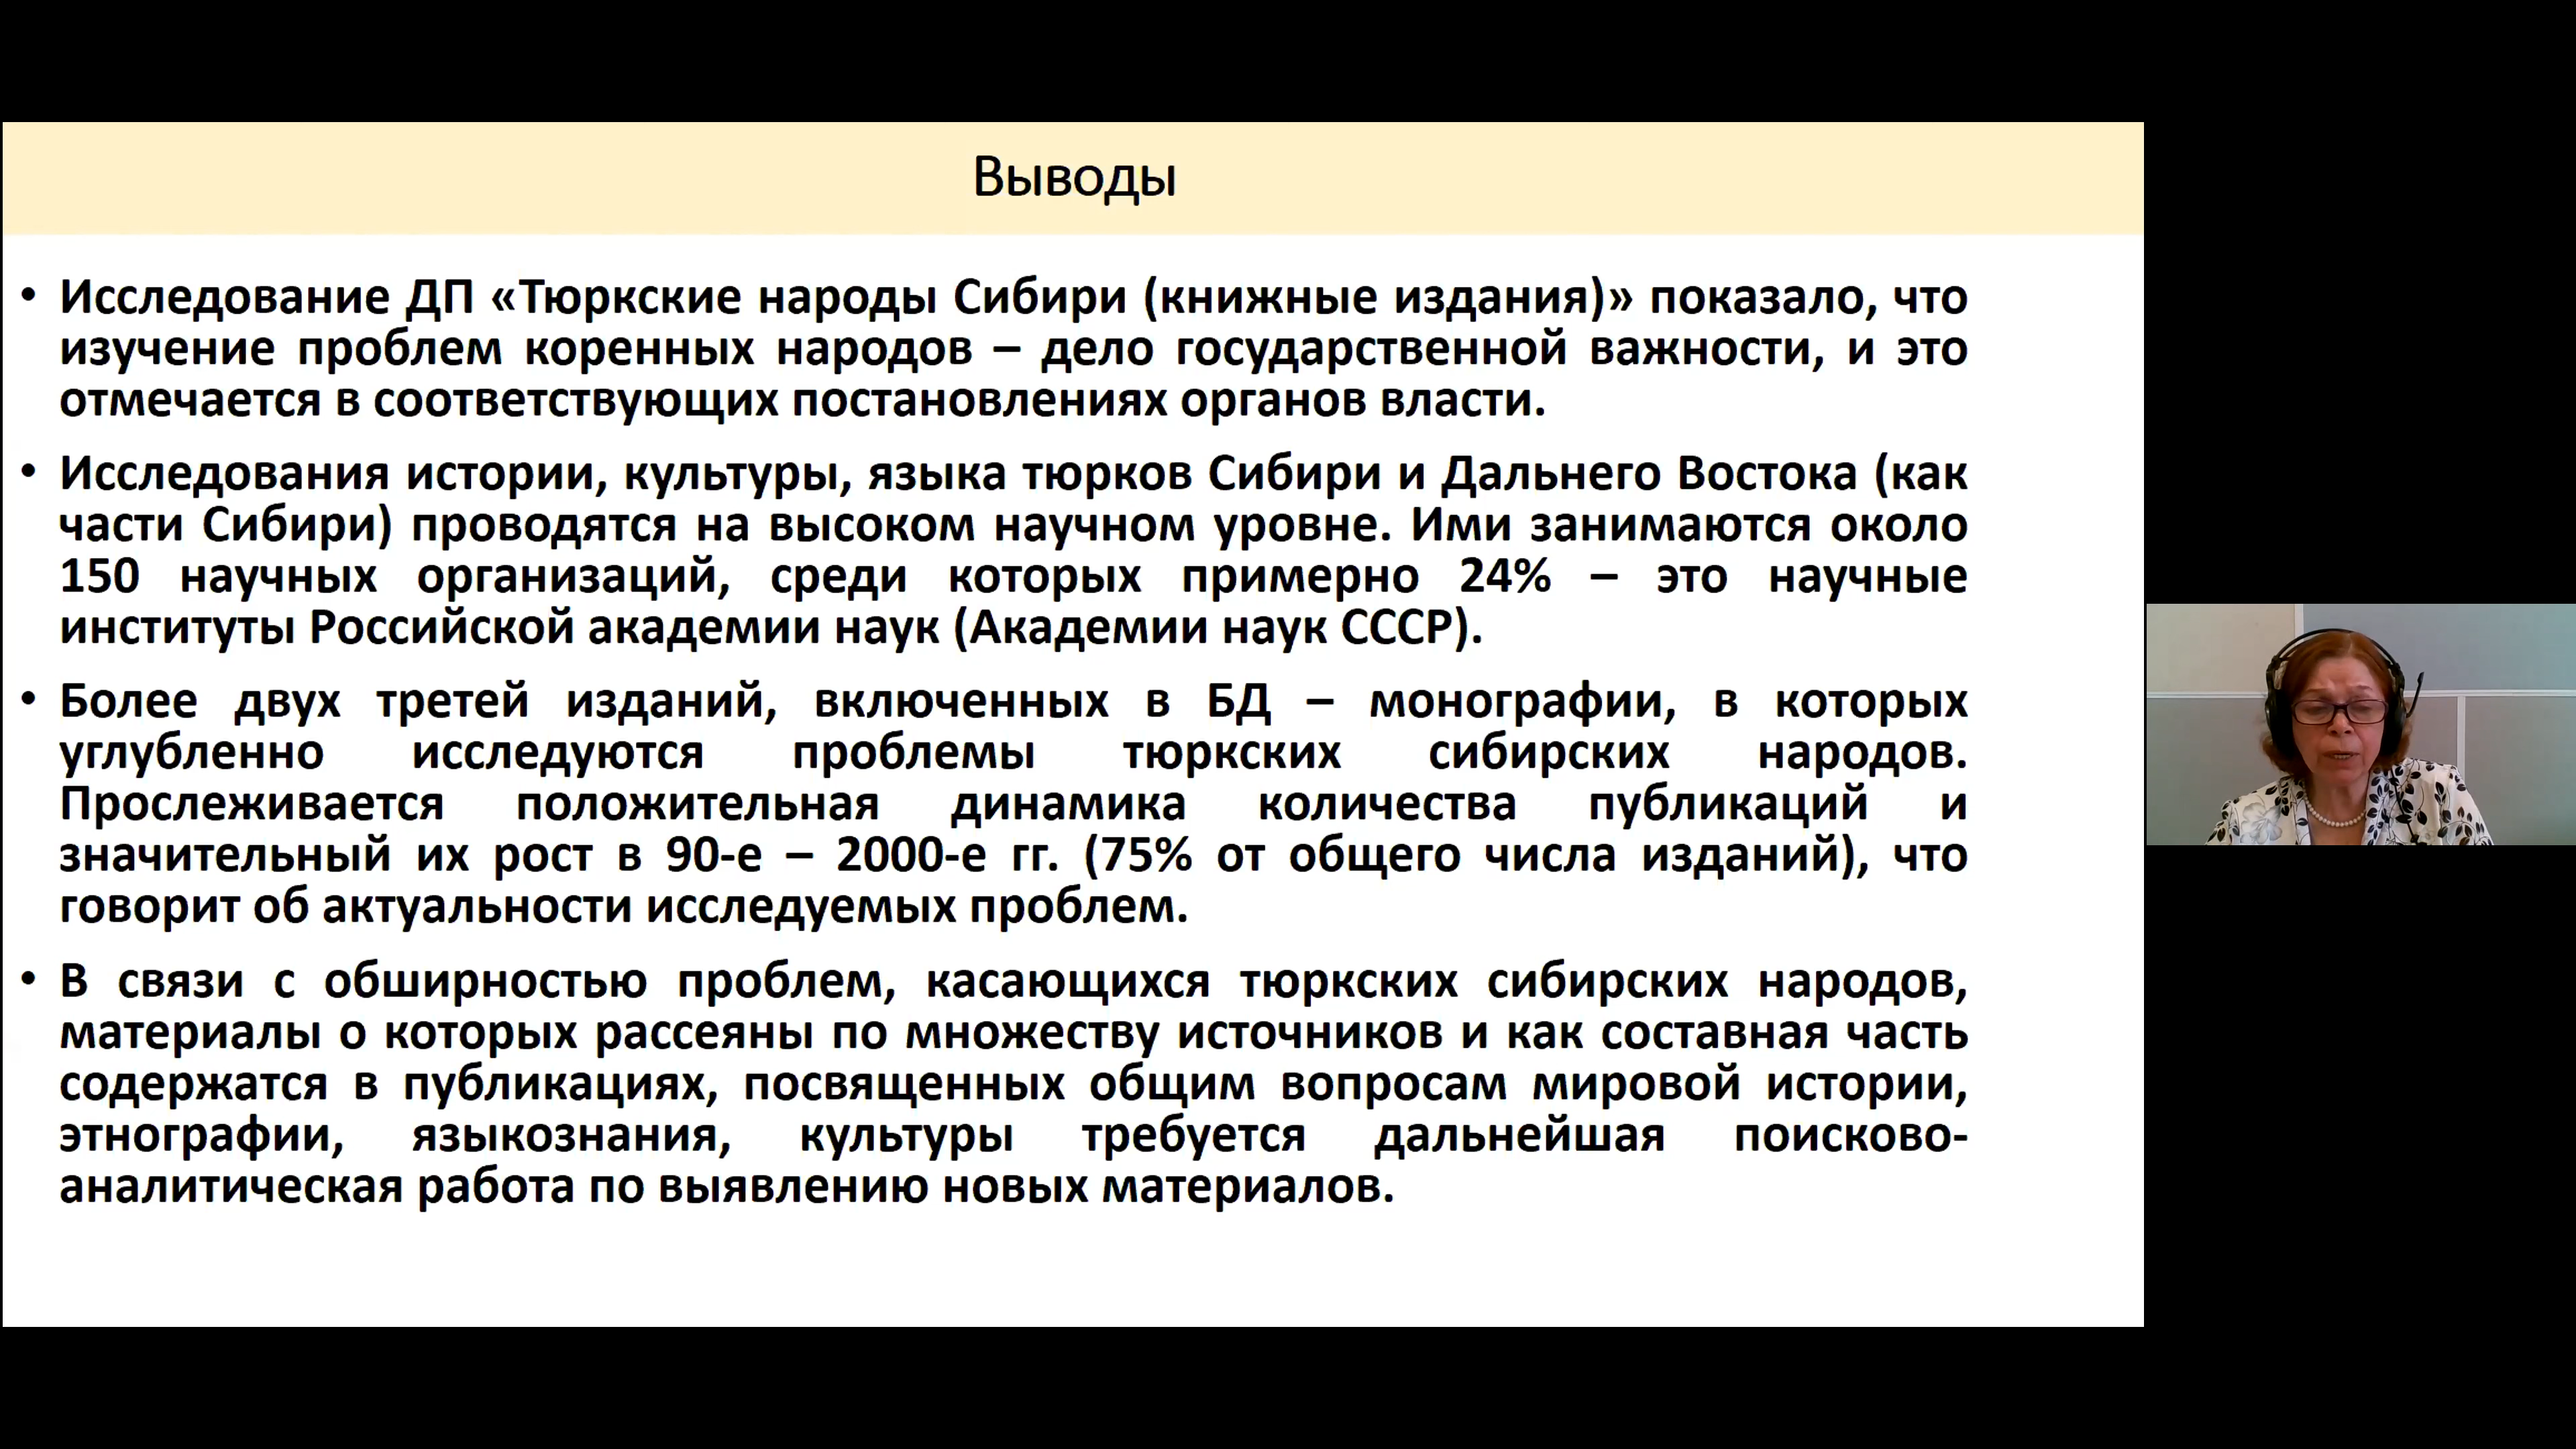 Выводы
• Исследование ДП «Тюркские народы Сибири (книжные издания)» показало, что
изучение проблем коренных народов – дело государственной важности, и это
отмечается в соответствующих постановлениях органов власти.
• Исследования истории, культуры, языка тюрков Сибири и Дальнего Востока (как
части Сибири) проводятся на высоком научном уровне. Ими занимаются около
150 научных организаций, среди которых примерно 24% – это научные
институты Российской академии наук (Академии наук СССР).
• Более двух третей изданий, включенных в БД – монографии, в которых
углубленно исследуются проблемы тюркских сибирских народов.
Прослеживается положительная динамика количества публикаций и
значительный их рост в 90-е – 2000-е гг. (75% от общего числа изданий), что
говорит об актуальности исследуемых проблем.
• В связи с обширностью проблем, касающихся тюркских сибирских народов,
материалы о которых рассеяны по множеству источников и как составная часть
содержатся в публикациях, посвященных общим вопросам мировой истории,
этнографии, языкознания, культуры требуется дальнейшая поисково-
аналитическая работа по выявлению новых материалов.